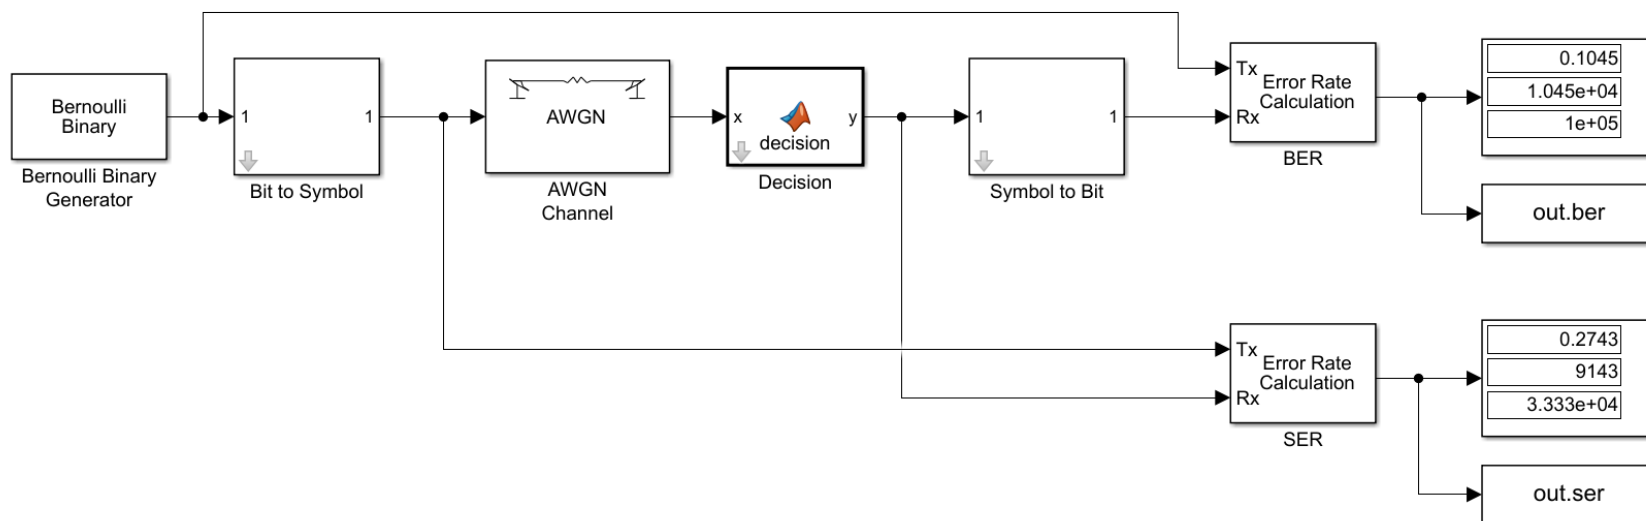 Bernoulli
Binary
Bernoulli Binary
Generator
1
1
Bit to Symbol
AWGN
AWGN
Channel
x
y
decision
Decision
1
1
Symbol to Bit
Tx
Rx
Error Rate
Calculation
BER
0.1045
1.045e+04
1e+05
out.ber
Tx
Rx
Error Rate
Calculation
SER
0.2743
9143
3.333e+04
out.ser